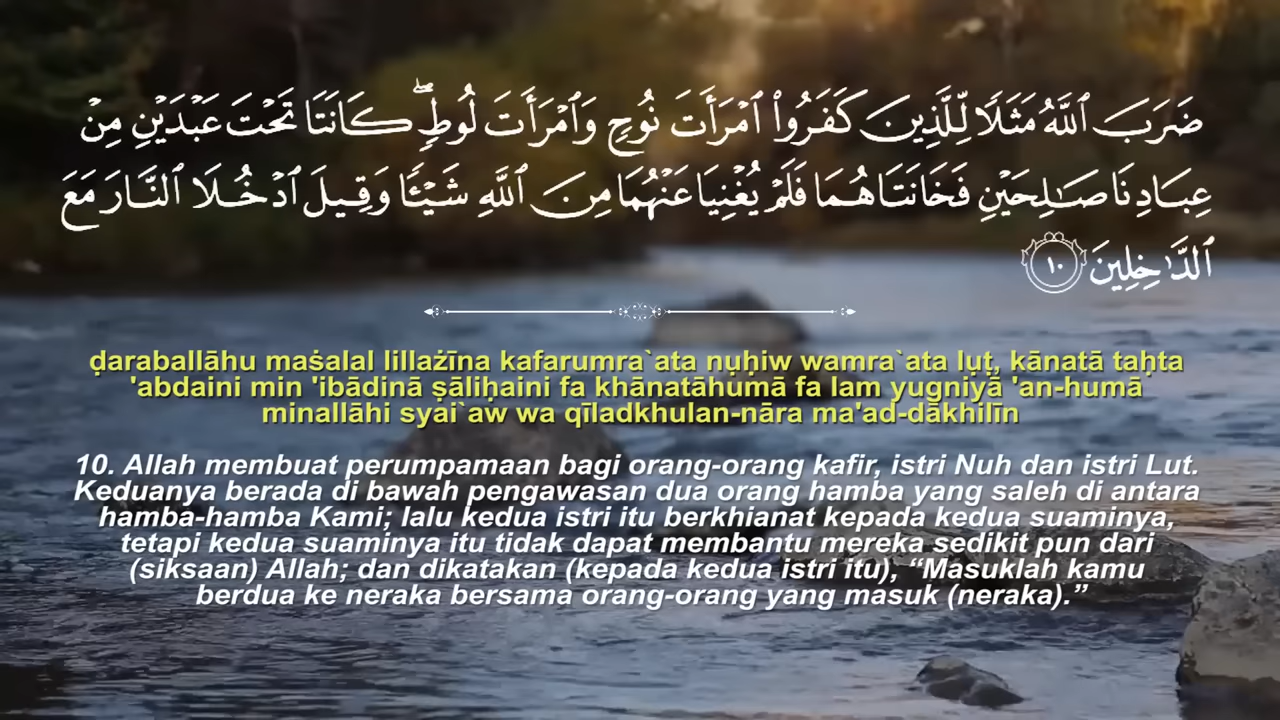 ضَرَبَ ٱللَّهُ مَثَلًا لِّلَّذِينَ كَفَرُوا۟ ٱمْرَأَتَ نُوحٍ وَٱمْرَأَتَ لُوطٍ ۖ كَانَتَا تَحْتَ عَبْدَيْنِ مِنْ
عِبَادِنَا صَـٰلِحَيْنِ فَخَانَتَاهُمَا فَلَمْ يُغْنِيَا عَنْهُمَا مِنَ ٱللَّهِ شَيْـًٔا وَقِيلَ ٱدْخُلَا ٱلنَّارَ مَعَ
ٱلدَّٰخِلِينَ ١٠
ḍaraballāhu maṡalal lillażīna kafarumra`ata nụḥiw wamra`ata lụṭ, kānatā taḥta
'abdaini min 'ibādinā ṣāliḥaini fa khānatāhumā fa lam yugniyā 'an-humā
minallāhi syai`aw wa qīladkhulan-nāra ma'ad-dākhilīn
10. Allah membuat perumpamaan bagi orang-orang kafir, istri Nuh dan istri Lut.
Keduanya berada di bawah pengawasan dua orang hamba yang saleh di antara
hamba-hamba Kami; lalu kedua istri itu berkhianat kepada kedua suaminya,
tetapi kedua suaminya itu tidak dapat membantu mereka sedikit pun dari
(siksaan) Allah; dan dikatakan (kepada kedua istri itu), “Masuklah kamu
berdua ke neraka bersama orang-orang yang masuk (neraka).”